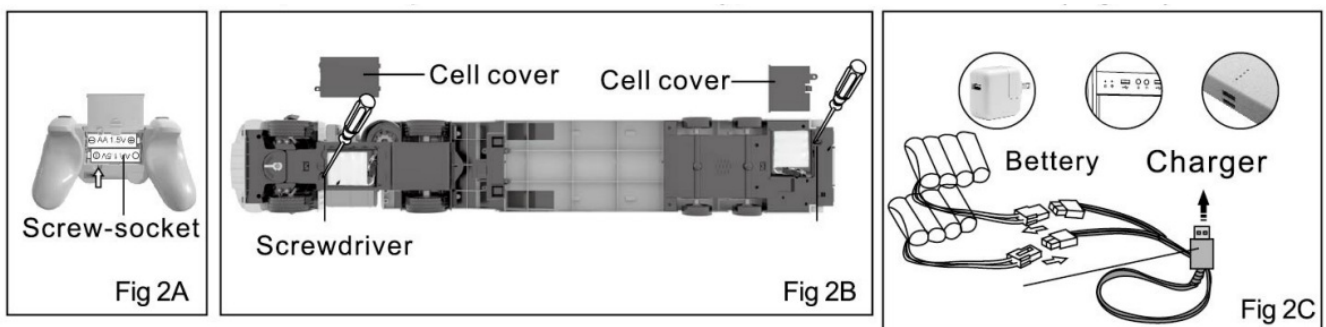 AA 1.5V
AA 1.5V
Screw-socket
Fig 2A
Cell cover
Cell cover
Screwdriver
Fig 2B
Bettery
Charger
Fig 2C